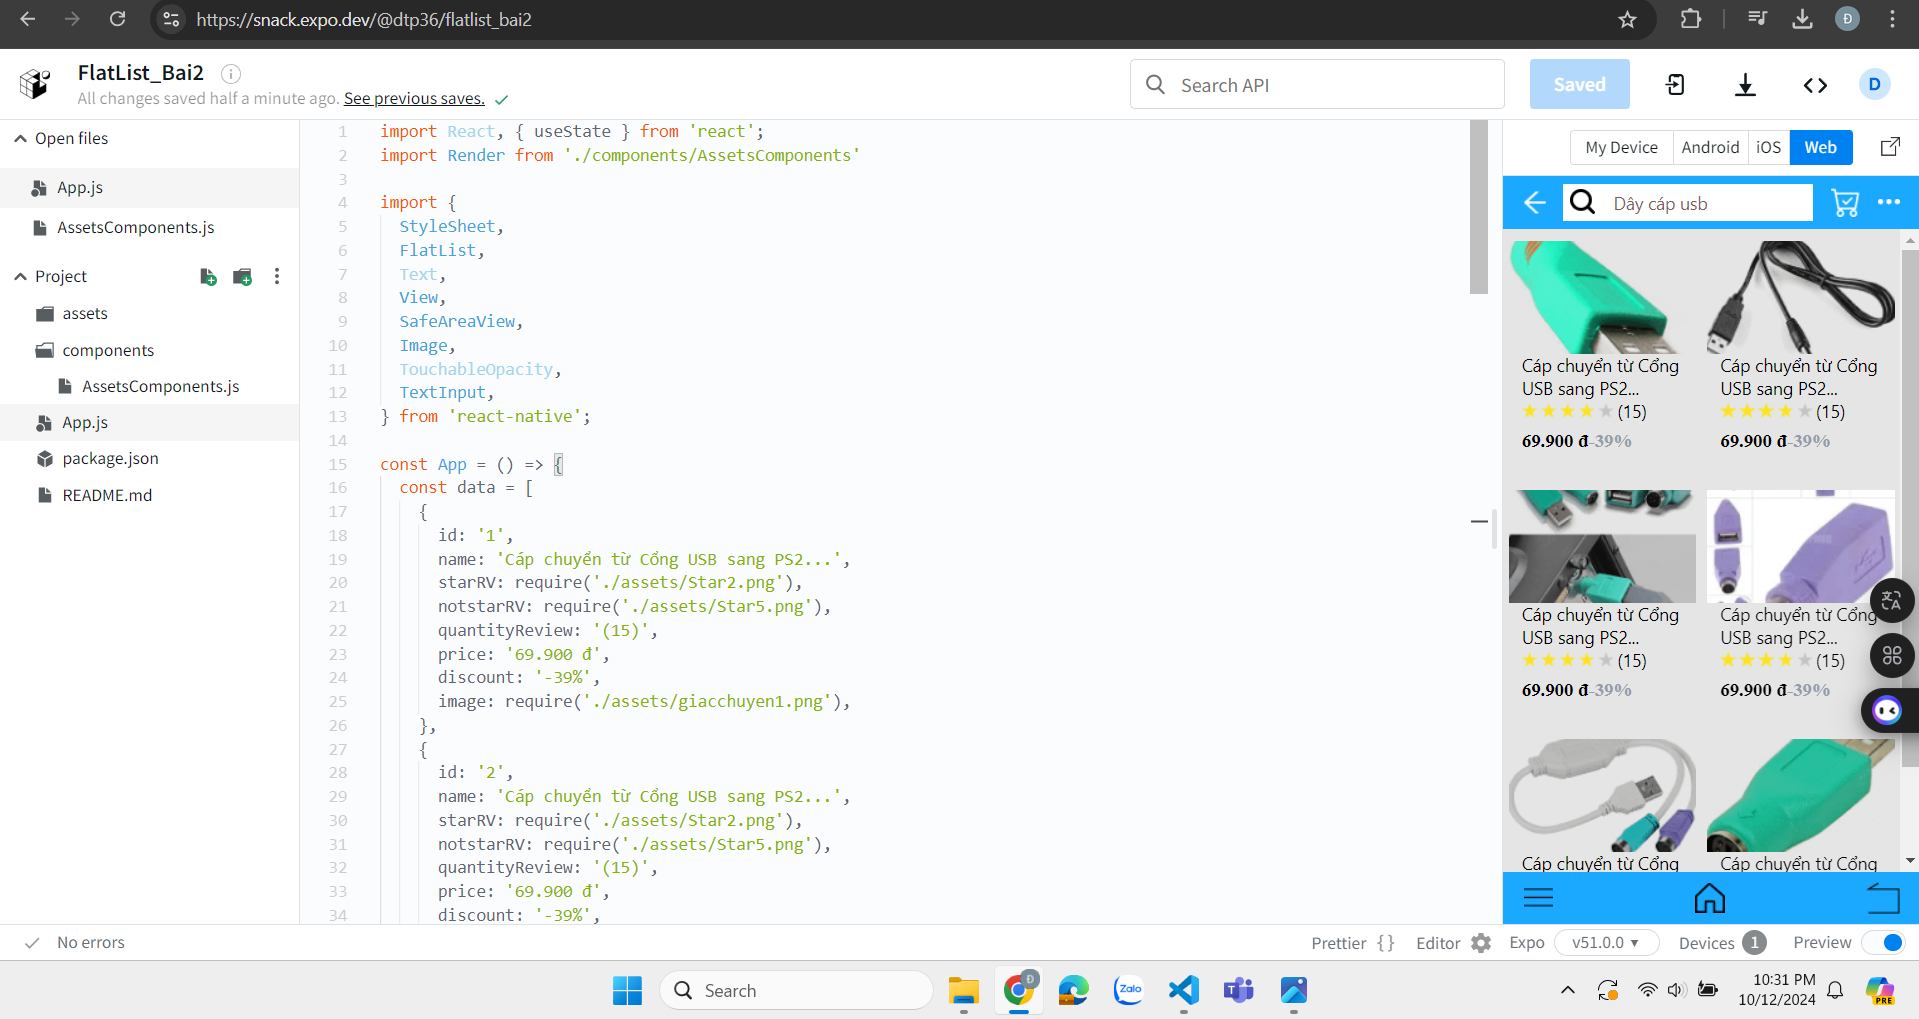 https://snack.expo.dev/@dtp36/flatlist_bai2
Đ
FlatList_Bai2
All changes saved half a minute ago. See previous saves.
Search API
Saved
D
Open files
App.js
AssetsComponents.js
Project
assets
components
AssetsComponents.js
App.js
package.json
README.md
1 import React, { useState } from 'react';
2 import Render from './components/AssetsComponents'
3
4 import {
5 StyleSheet,
6 FlatList,
7 Text,
8 View,
9 SafeAreaView,
10 Image,
11 TouchableOpacity,
12 TextInput,
13 } from 'react-native';
14
15 const App = () => {
16 const data = [
17 {
18 id: '1',
19 name: 'Cáp chuyển từ Cổng USB sang PS2...',
20 starRV: require('./assets/Star2.png'),
21 notstarRV: require('./assets/Star5.png'),
22 quantityReview: '(15)',
23 price: '69.900 đ',
24 discount: '-39%',
25 image: require('./assets/giacchuyen1.png'),
26 },
27 {
28 id: '2',
29 name: 'Cáp chuyển từ Cổng USB sang PS2...',
30 starRV: require('./assets/Star2.png'),
31 notstarRV: require('./assets/Star5.png'),
32 quantityReview: '(15)',
33 price: '69.900 đ',
34 discount: '-39%',
My Device Android iOS Web
Dây cáp usb
Cáp chuyển từ Cổng
USB sang PS2...
(15)
69.900 đ-39%
Cáp chuyển từ Cổng
USB sang PS2...
(15)
69.900 đ-39%
Cáp chuyển từ Cổng
USB sang PS2...
(15)
69.900 đ-39%
Cáp chuyển từ Cổng
USB sang PS2...
(15)
69.900 đ-39%
Cáp chuyển từ Cổng
Cáp chuyển từ Cổng
No errors
Prettier {} Editor Expo v51.0.0 Devices 1 Preview
Search
Đ
Zalo
10:31 PM
10/12/2024
PRE